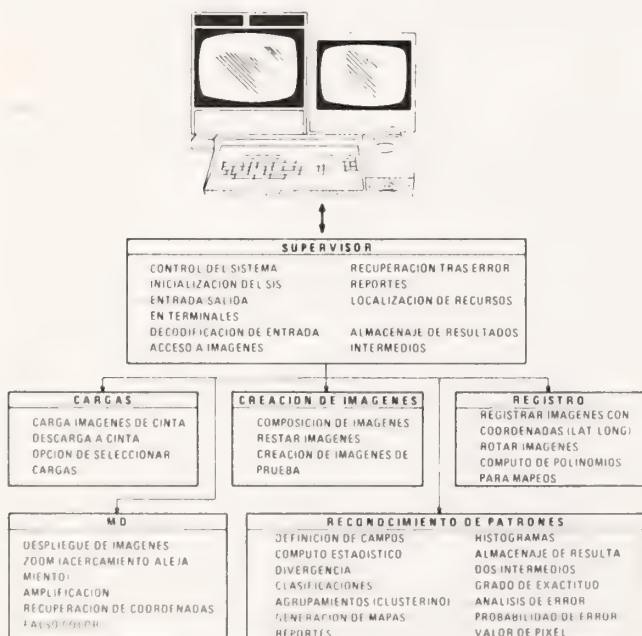 SUPERVISOR
CONTROL DEL SISTEMA
INICIALIZACION DEL SIS
ENTRADA SALIDA
EN TERMINALES
DECODIFICACION DE ENTRADA
ACCESO A IMAGENES
RECUPERACION TRAS ERROR
REPORTES
LOCALIZACION DE RECURSOS
ALMACENAJE DE RESULTADOS
INTERMEDIOS
CARGAS
CARGA IMAGENES DE CINTA
DESCARGA A CINTA
OPCION DE SELECCIONAR
CARGAS
CREACION DE IMAGENES
COMPOSICION DE IMAGENES
RESTAR IMAGENES
CREACION DE IMAGENES DE
PRUEBA
REGISTRO
REGISTRAR IMAGENES CON
COORDENADAS (LAT LONG)
ROTAR IMAGENES
COMPUTO DE POLINOMIOS
PARA MAPEOS
MD
DESPLIEGUE DE IMAGENES
ZOOM (ACERCAMIENTO ALEJA
MIENTO)
AMPLIFICACION
RECUPERACION DE COORDENADAS
FALSO COLOR
RECONOCIMIENTO DE PATRONES
DEFINICION DE CAMPOS
COMPUTO ESTADISTICO
DIVERGENCIA
CLASIFICACIONES
AGRUPAMIENTOS (CLUSTERING)
GENERACION DE MAPAS
REPORTES
HISTOGRAMAS
ALMACENAJE DE RESULTA
DOS INTERMEDIOS
GRADO DE EXACTITUD
ANALISIS DE ERROR
PROBABILIDAD DE ERROR
VALOR DE PIXEL